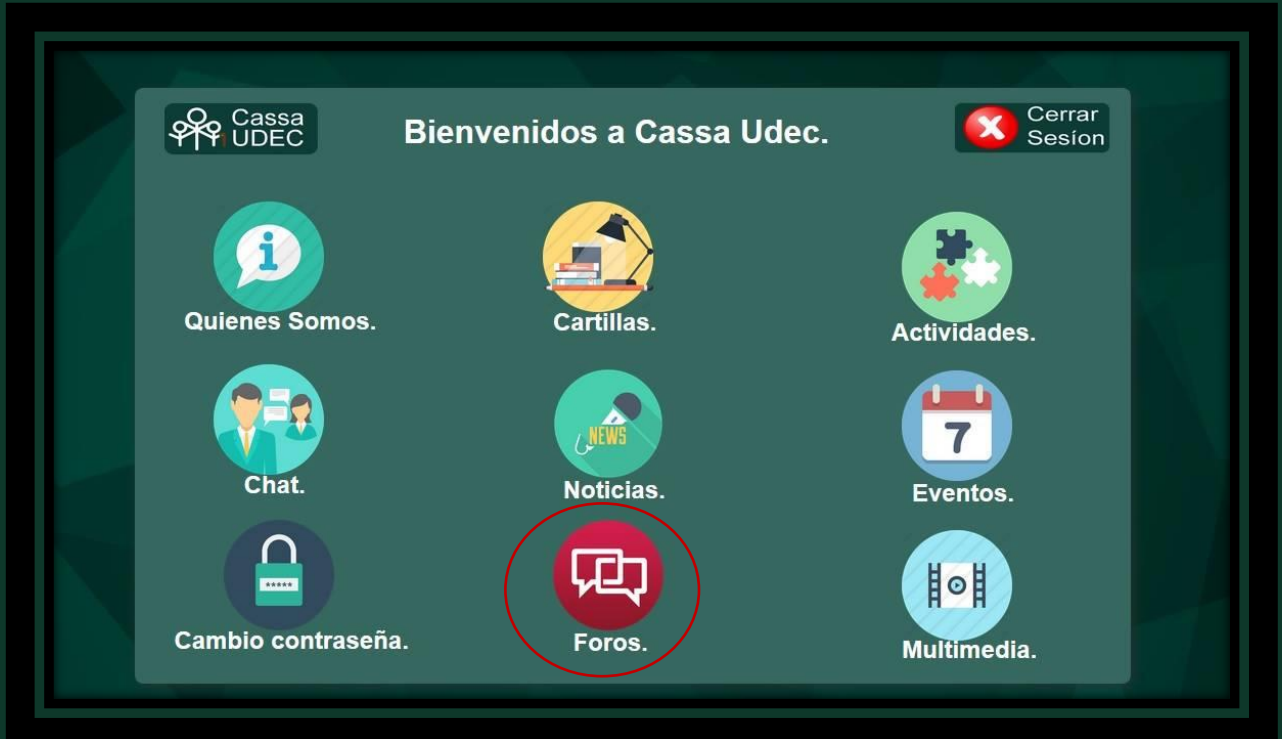 Cassa
UDEC
Bienvenidos a Cassa Udec.
Cerrar
Sesíon
Quienes Somos.
Cartillas.
Actividades.
Chat.
NEWS
Noticias.
7
Eventos.
*****
Cambio contraseña.
Foros.
Multimedia.